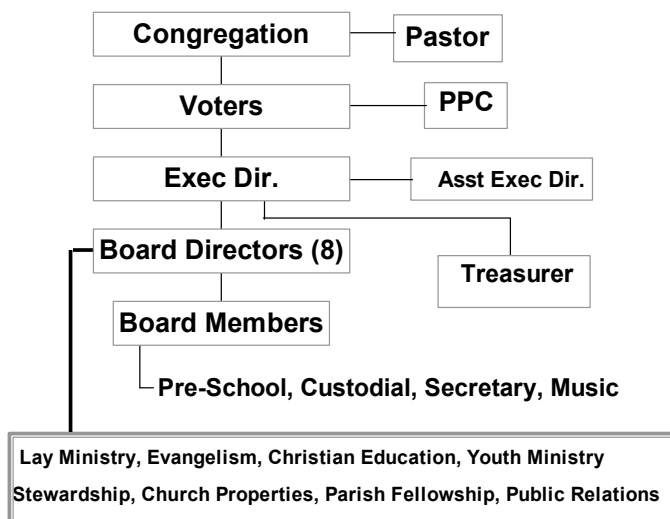 Congregation
Pastor
Voters
PPC
Exec Dir.
Asst Exec Dir.
Board Directors (8)
Treasurer
Board Members
Pre-School, Custodial, Secretary, Music
Lay Ministry, Evangelism, Christian Education, Youth Ministry
Stewardship, Church Properties, Parish Fellowship, Public Relations